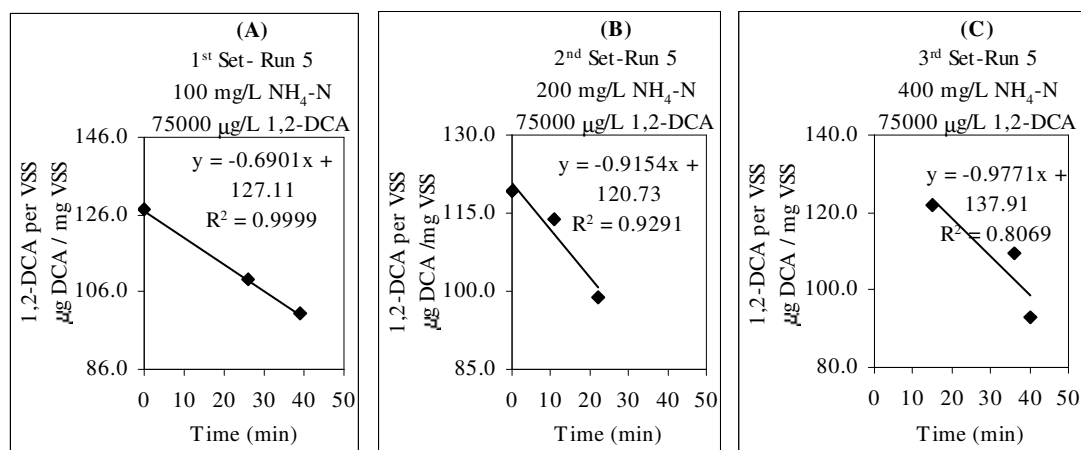 (A)
1st Set- Run 5
100 mg/L NH4-N
75000 µg/L 1,2-DCA
146.0
126.0
106.0
86.0
y = -0.6901x +
127.11
R2 = 0.9999
1,2-DCA per VSS
µg DCA / mg VSS
0 10 20 30 40 50
Time (min)
(B)
2nd Set-Run 5
200 mg/L NH4-N
75000 µg/L 1,2-DCA
130.0
115.0
100.0
85.0
y = -0.9154x +
120.73
R2 = 0.9291
1,2-DCA per VSS
µg DCA /mg VSS
0 10 20 30 40 50
Time (min)
(C)
3rd Set-Run 5
400 mg/L NH4-N
75000 µg/L 1,2-DCA
140.0
120.0
100.0
80.0
y = -0.9771x +
137.91
R2 = 0.8069
1,2-DCA per VSS
µg DCA / mg VSS
0 10 20 30 40 50
Time (min)